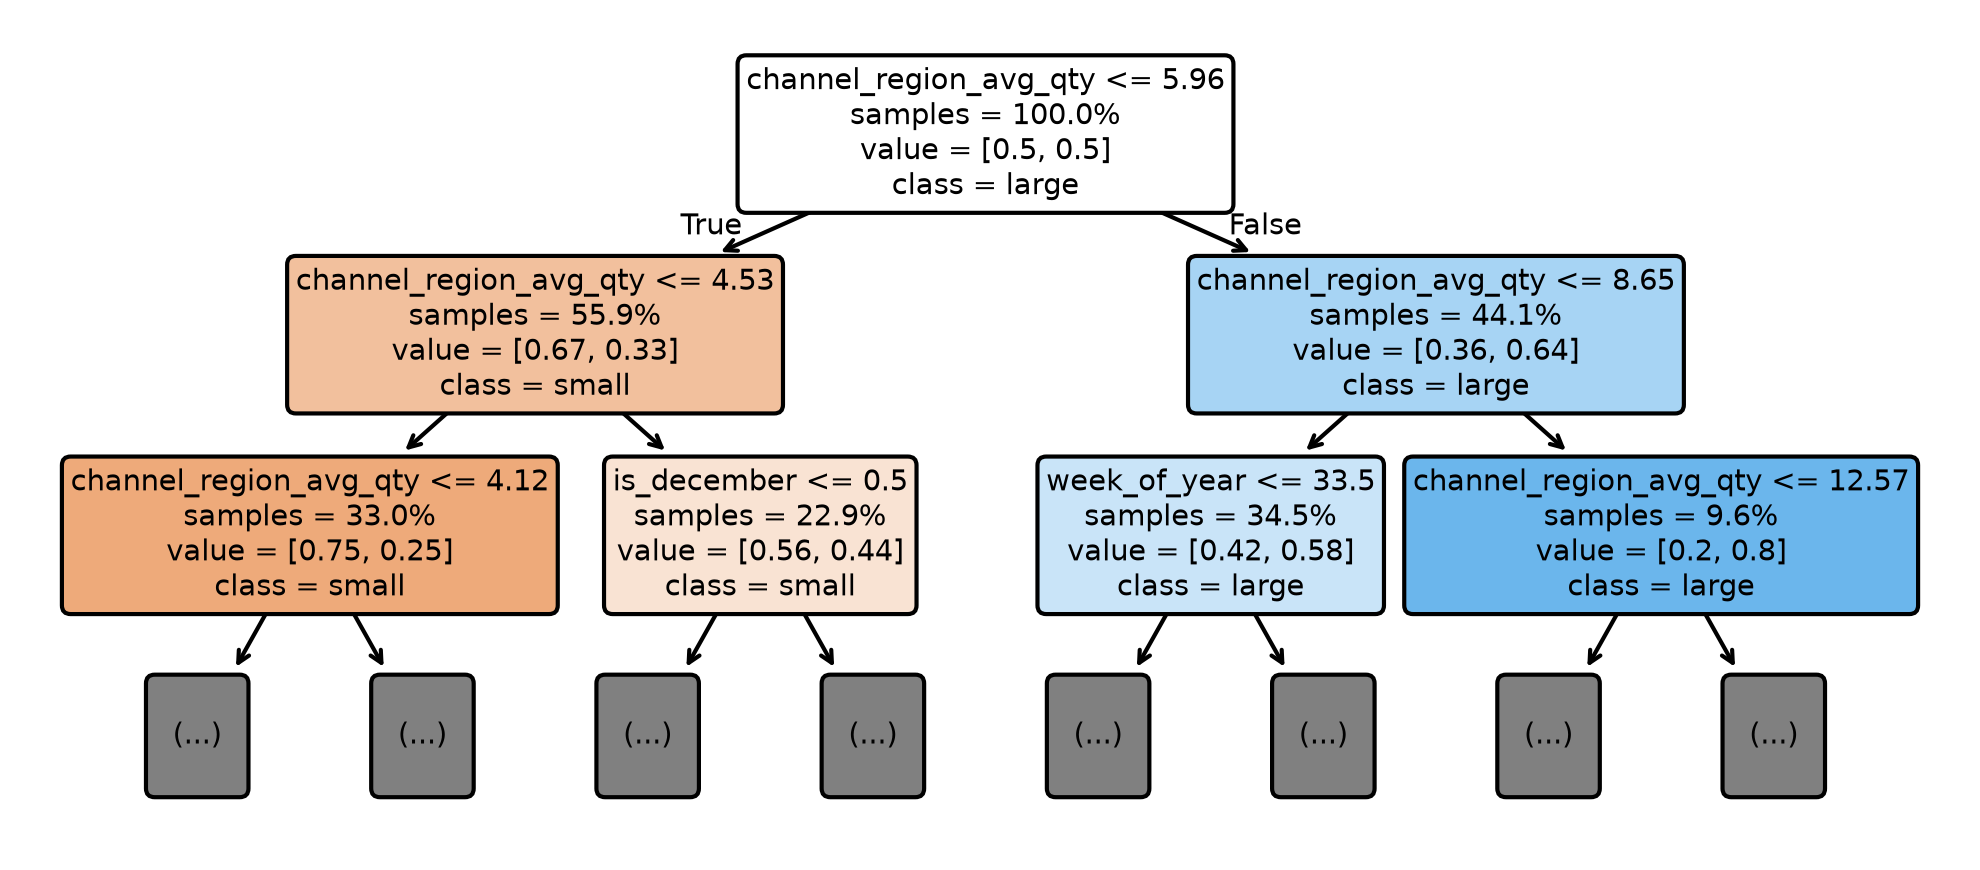 channel_region_avg_qty <= 5.96
samples = 100.0%
value = [0.5, 0.5]
class = large
True
False
channel_region_avg_qty <= 4.53
samples = 55.9%
value = [0.67, 0.33]
class = small
channel_region_avg_qty <= 8.65
samples = 44.1%
value = [0.36, 0.64]
class = large
channel_region_avg_qty <= 4.12
samples = 33.0%
value = [0.75, 0.25]
class = small
is_december <= 0.5
samples = 22.9%
value = [0.56, 0.44]
class = small
week_of_year <= 33.5
samples = 34.5%
value = [0.42, 0.58]
class = large
channel_region_avg_qty <= 12.57
samples = 9.6%
value = [0.2, 0.8]
class = large
(...)
(...)
(...)
(...)
(...)
(...)
(...)
(...)